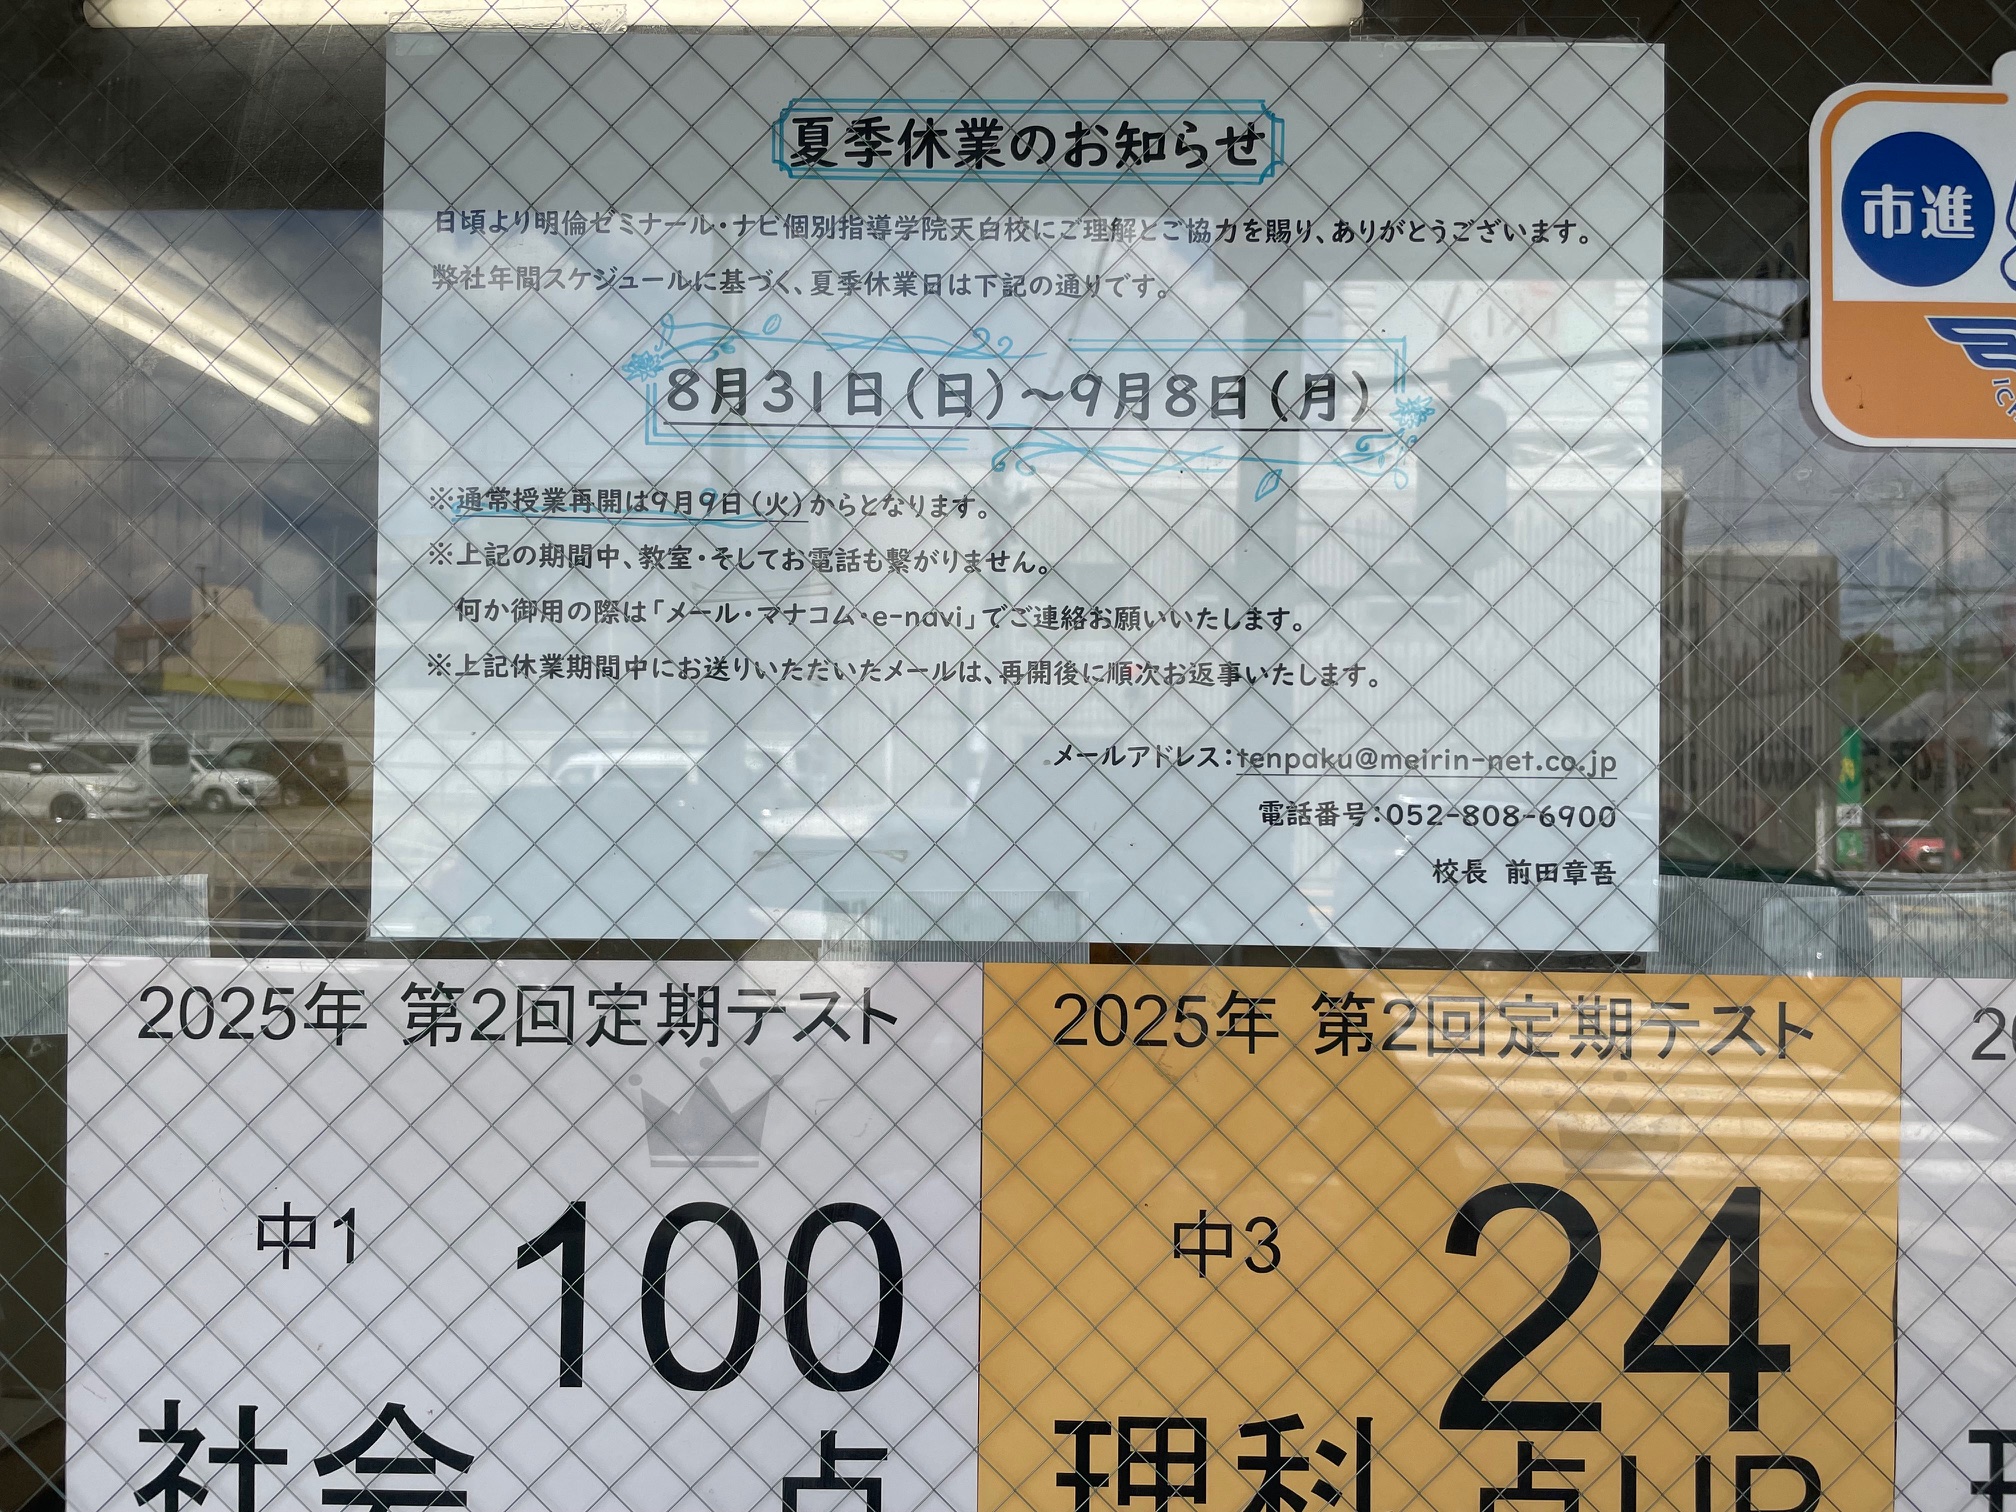 夏季休業のお知らせ
日頃より明倫ゼミナール・ナビ個別指導学院天白校にご理解とご協力を賜り、ありがとうございます。
弊社年間スケジュールに基づく、夏季休業日は下記の通りです。
8月31日(日)～9月8日(月)
※通常授業再開は9月9日(火)からとなります。
※上記の期間中、教室・そしてお電話も繋がりません。
何か御用の際は「メール・マナコム・e-navi」でご連絡お願いいたします。
※上記休業期間中にお送りいただいたメールは、再開後に順次お返事いたします。
メールアドレス：tenpaku@meirin-net.co.jp
電話番号：052-808-6900
校長 前田章吾
市進
2025年 第2回定期テスト
中1
100
社会
点
2025年 第2回定期テスト
中3
24
理科
点UP